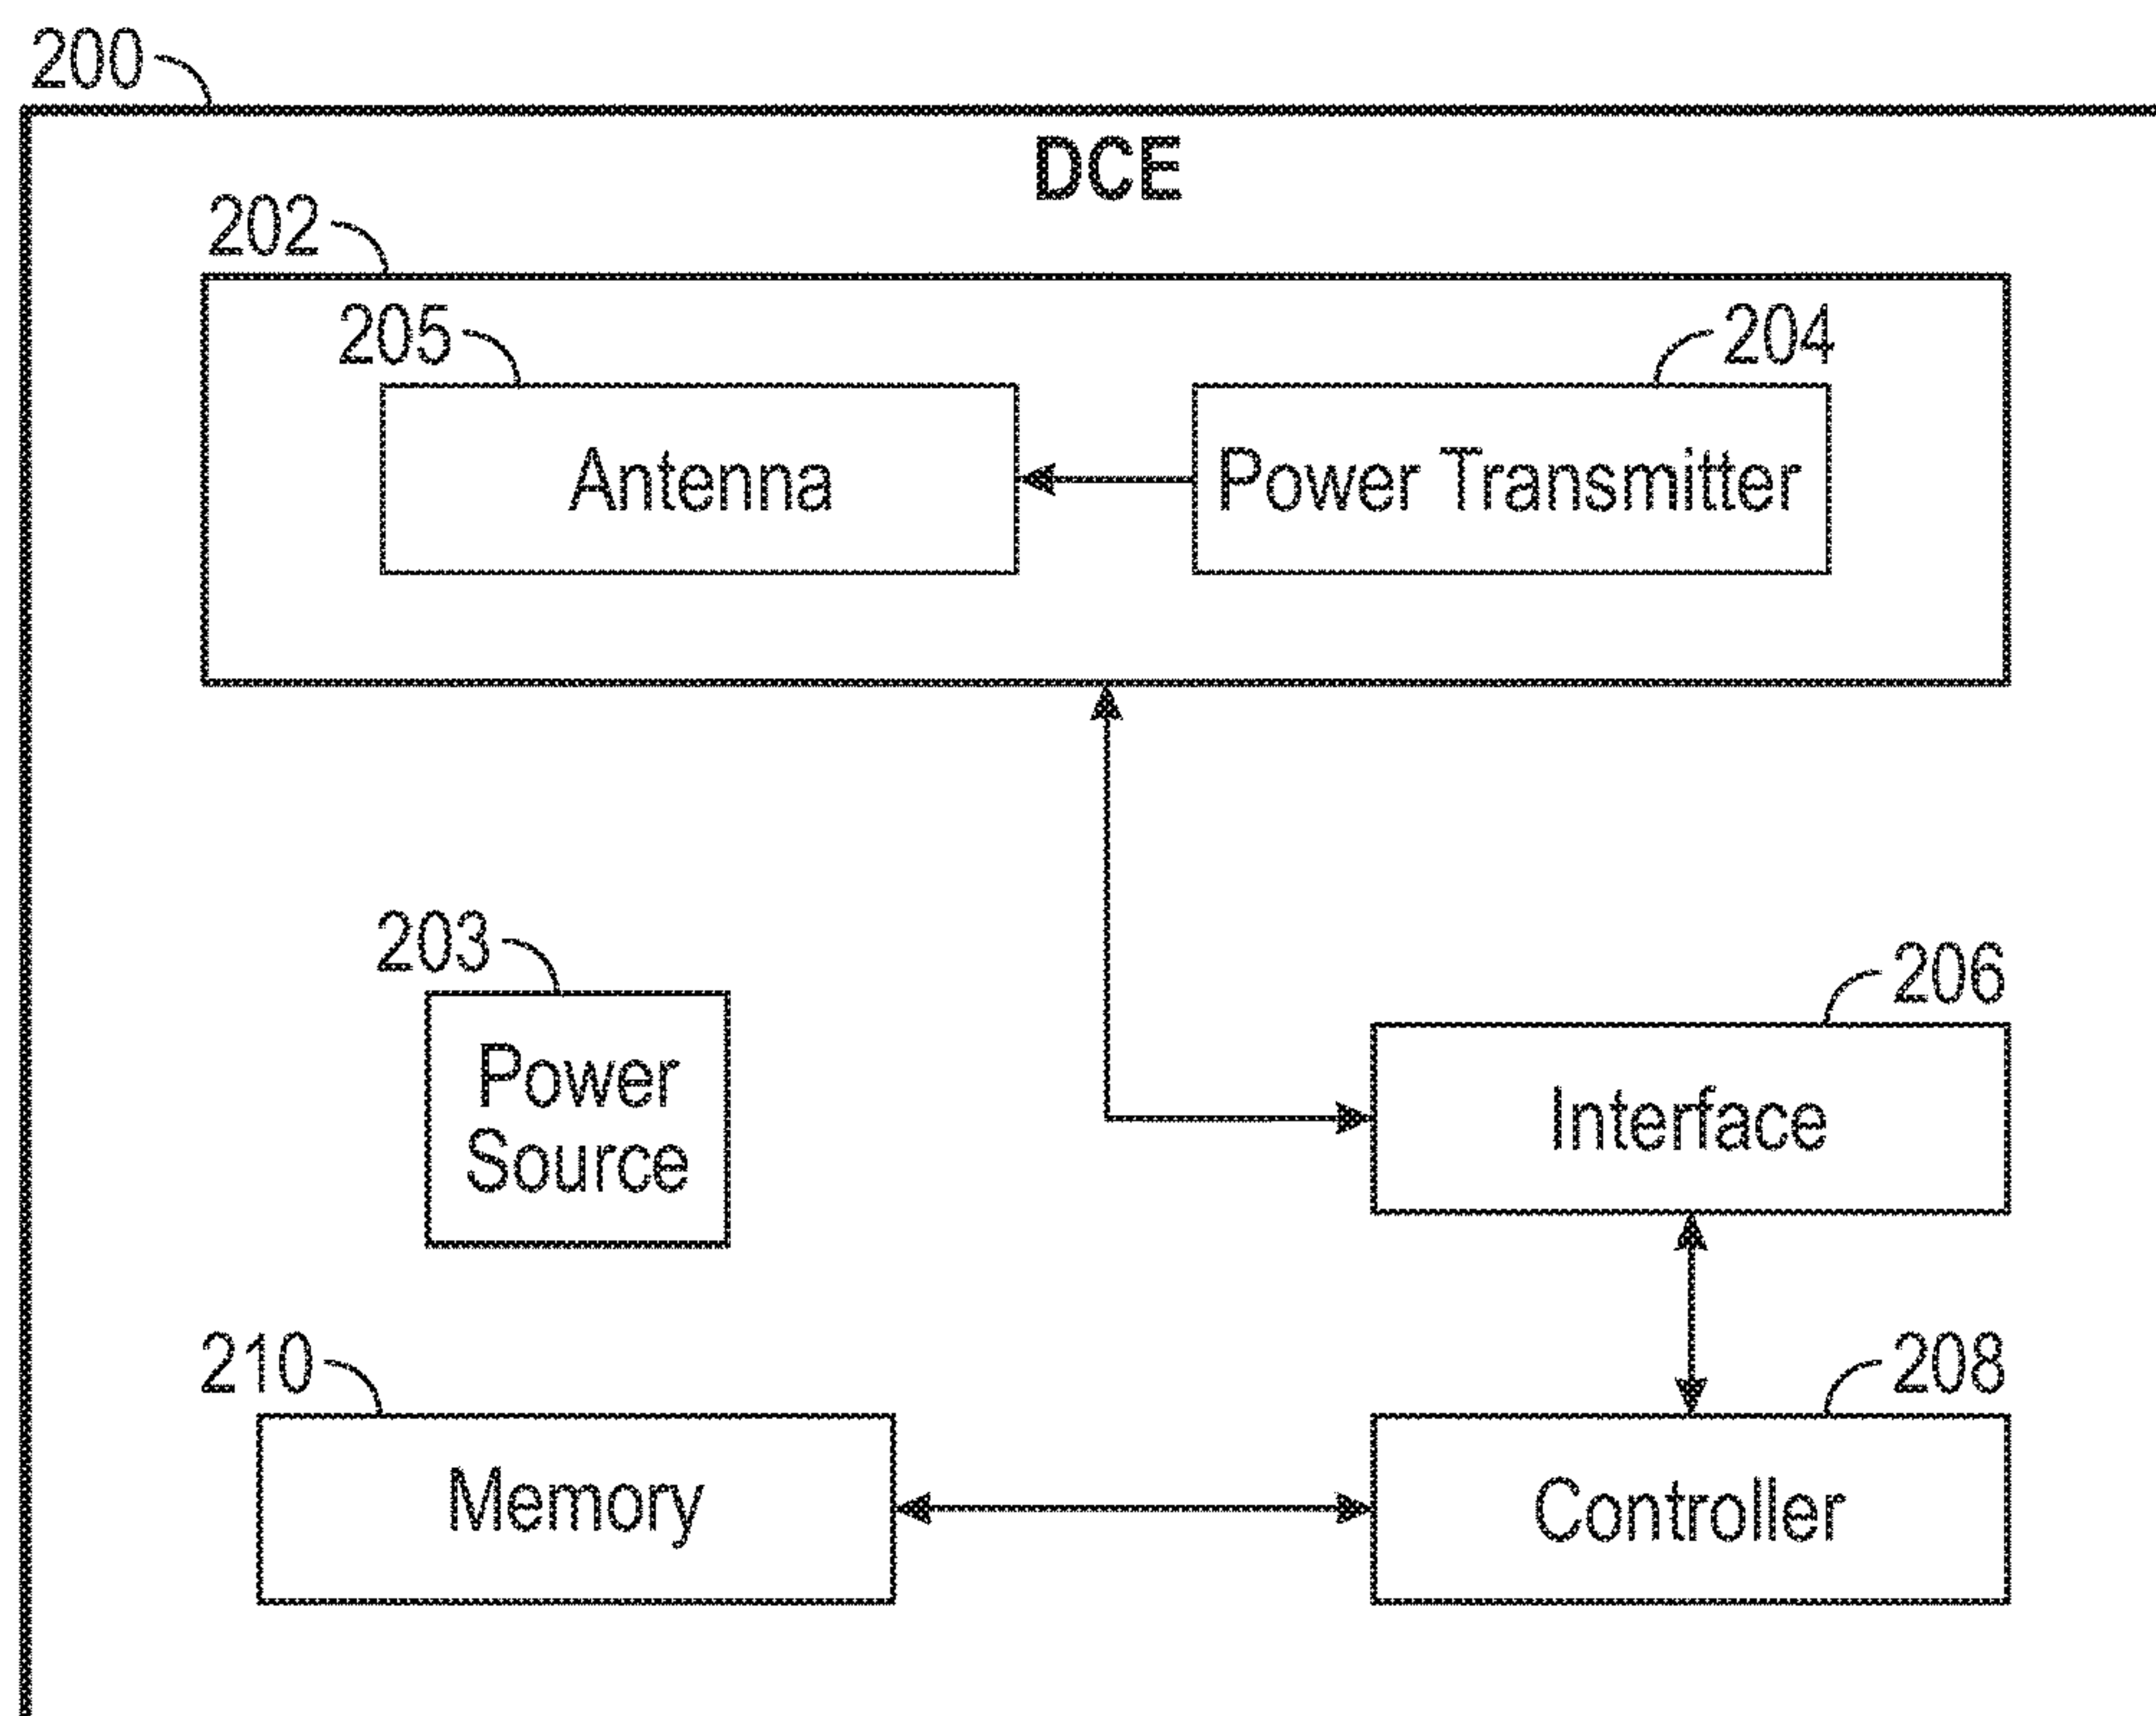 200
DCE
202
205
204
Antenna
Power Transmitter
203
206
Power
Source
Interface
210
208
Memory
Controller